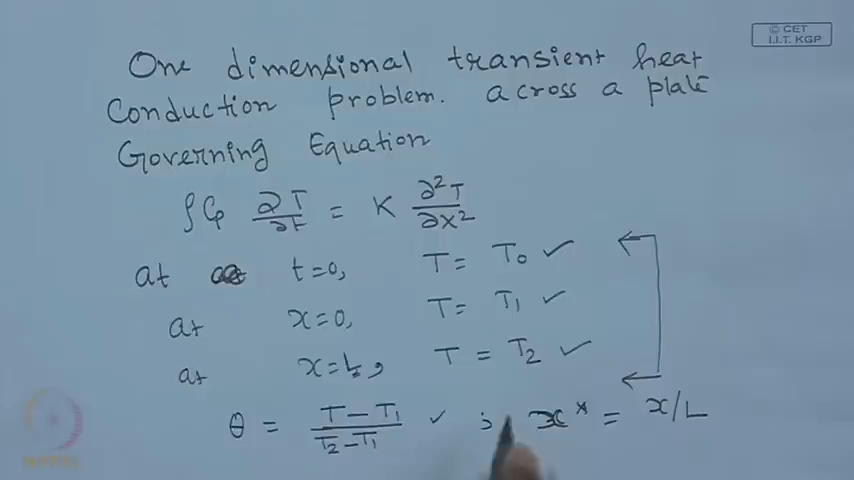 © CET
I.I.T. KGP
One dimensional transient heat
Conduction problem. across a plate
Governing Equation
ρCp ∂T/∂t = K ∂²T/∂x²
at t=0, T= T₀ ✓
at x=0, T= T₁ ✓
at x=L, T = T₂ ✓
θ = (T-T₁)/(T₂-T₁) ✓ ; x* = x/L